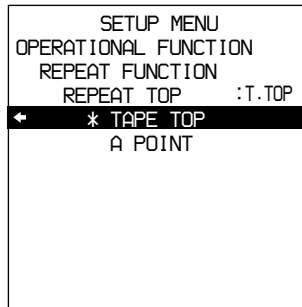 SETUP MENU
OPERATIONAL FUNCTION
REPEAT FUNCTION
REPEAT TOP :T.TOP
← * TAPE TOP
A POINT